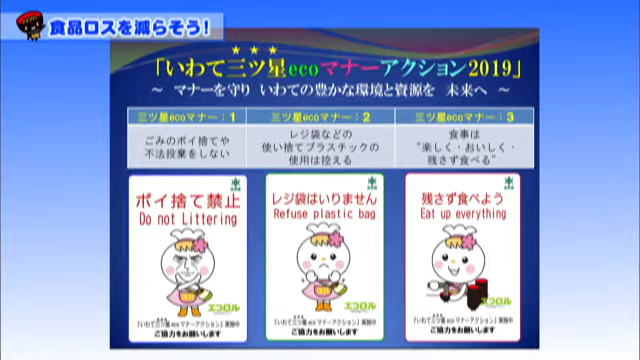 食品ロスを減らそう!
★ ★ ★
「いわて三ツ星ecoマナーアクション2019」
~ マナーを守り いわての豊かな環境と資源を 未来へ ~
三ツ星ecoマナー：1
三ツ星ecoマナー：2
三ツ星ecoマナー：3
ごみのポイ捨てや
不法投棄をしない
レジ袋などの
使い捨てプラスチックの
使用は控える
食事は
“楽しく・おいしく・
残さず食べる”
ポイ捨て禁止
Do not Littering
エコロル
「いわて三ツ星ecoマナーアクション」実施中
ご協力をお願いします
レジ袋はいりません
Refuse plastic bag
エコロル
「いわて三ツ星ecoマナーアクション」実施中
ご協力をお願いします
残さず食べよう
Eat up everything
エコロル
「いわて三ツ星ecoマナーアクション」実施中
ご協力をお願いします